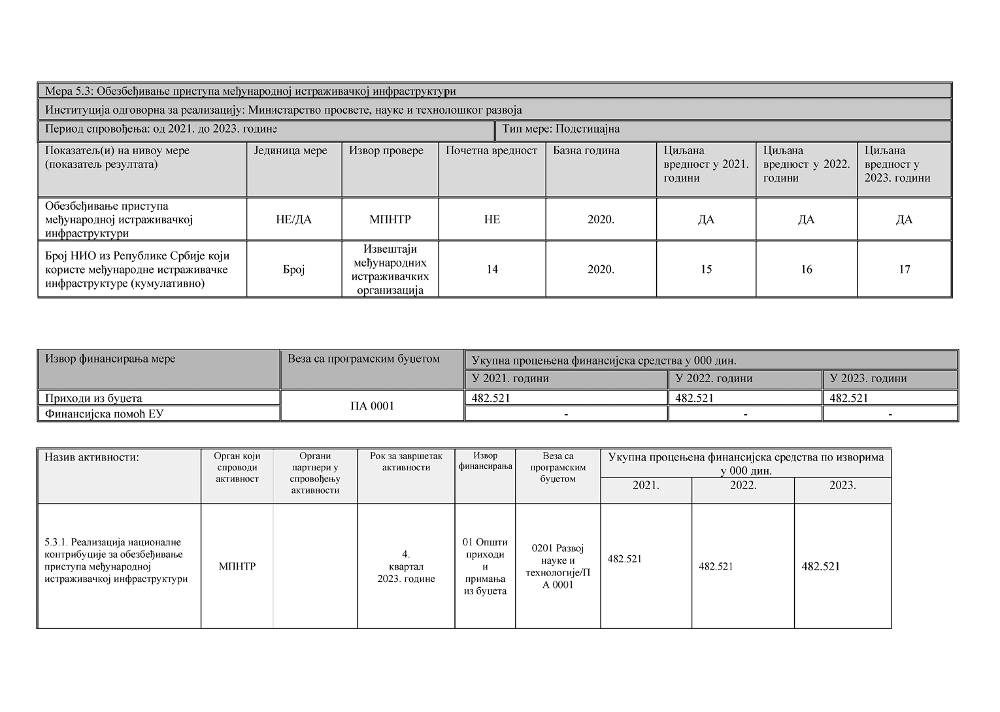 Мера 5.3: Обезбеђивање приступа међународној истраживачкој инфраструктури
Институција одговорна за реализацију: Министарство просвете, науке и технолошког развоја
Период спровођења: од 2021. до 2023. године
Тип мере: Подстицајна
Показатељ(и) на нивоу мере
(показатељ резултата)
Јединица мере
Извор провере
Почетна вредност
Базна година
Циљана
вредност у 2021.
години
Циљана
вредност у 2022.
години
Циљана
вредност у
2023. години
Обезбеђивање приступа
међународној истраживачкој
инфраструктури
НЕ/ДА
МПНТР
НЕ
2020.
ДА
ДА
ДА
Број НИО из Републике Србије који
користе међународне истраживачке
инфраструктуре (кумулативно)
Број
Извештаји
међународних
истраживачких
организација
14
2020.
15
16
17
Извор финансирања мере
Веза са програмским буџетом
Укупна процењена финансијска средства у 000 дин.
У 2021. години
У 2022. години
У 2023. години
Приходи из буџета
ПА 0001
482.521
482.521
482.521
Финансијска помоћ ЕУ
-
-
-
Назив активности:
Орган који
спроводи
активност
Органи
партнери у
спровођењу
активности
Рок за завршетак
активности
Извор
финансирања
Веза са
програмским
буџетом
Укупна процењена финансијска средства по изворима
у 000 дин.
2021.
2022.
2023.
5.3.1. Реализација националне
контрибуције за обезбеђивање
приступа међународној
истраживачкој инфраструктури
МПНТР
4.
квартал
2023. године
01 Општи
приходи
и
примања
из буџета
0201 Развој
науке и
технологије/П
А 0001
482.521
482.521
482.521